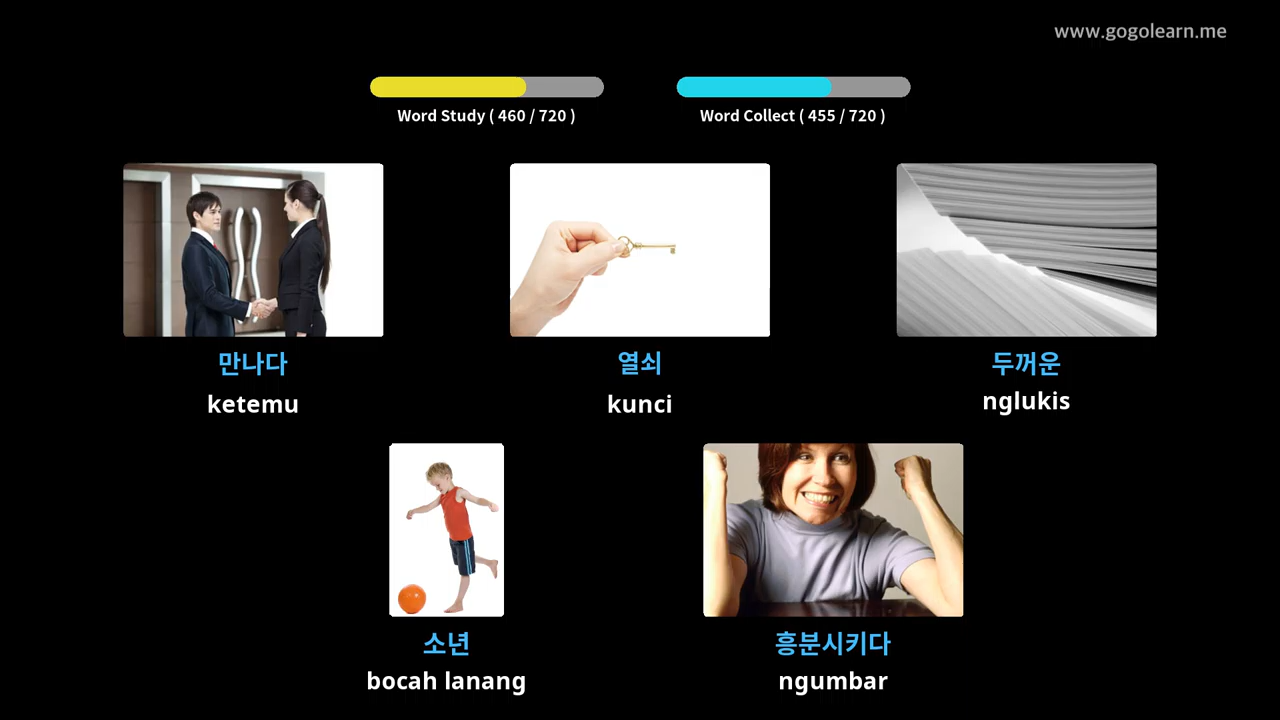 www.gogolearn.me
Word Study ( 460 / 720 )
Word Collect ( 455 / 720 )
만나다
ketemu
열쇠
kunci
두꺼운
nglukis
소년
bocah lanang
흥분시키다
ngumbar